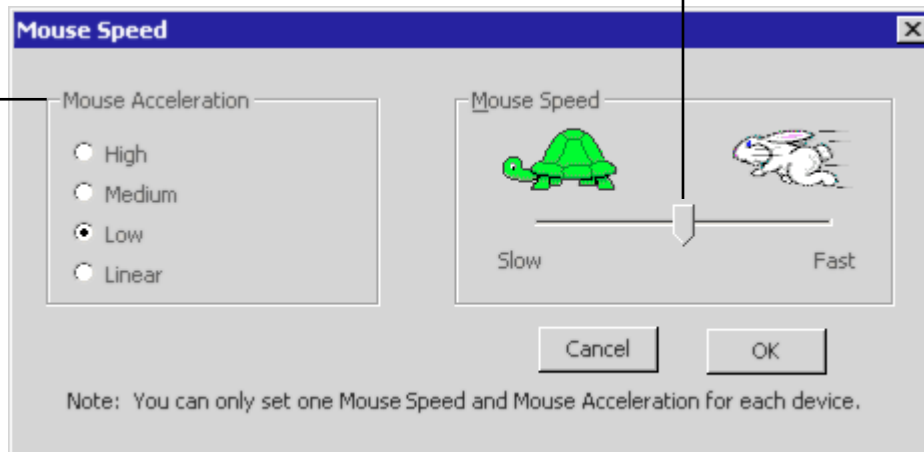 Mouse Speed
Mouse Acceleration
High
Medium
Low
Linear
Mouse Speed
Slow Fast
Cancel OK
Note: You can only set one Mouse Speed and Mouse Acceleration for each device.